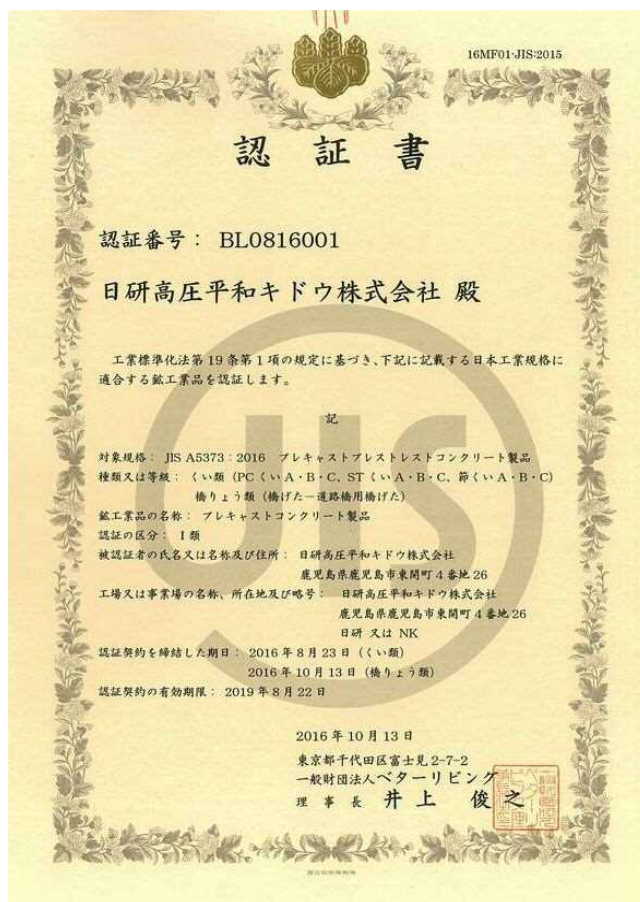 16MF01-JIS:2015
認証書
認証番号： BL0816001
日研高圧平和キドウ株式会社 殿
工業標準化法第19条第1項の規定に基づき、下記に記載する日本工業規格に
適合する鉱工業品を認証します。
記
対象規格： JIS A5373：2016 プレキャストプレストレストコンクリート製品
種類又は等級： くい類（PCくいA・B・C、STくいA・B・C、節くいA・B・C）
橋りょう類（橋げた－道路橋用橋げた）
鉱工業品の名称： プレキャストコンクリート製品
認証の区分： Ⅰ類
被認証者の氏名又は名称及び住所： 日研高圧平和キドウ株式会社
鹿児島県鹿児島市東開町4番地26
工場又は事業場の名称、所在地及び略号： 日研高圧平和キドウ株式会社
鹿児島県鹿児島市東開町4番地26
日研 又は NK
認証契約を締結した期日： 2016年8月23日（くい類）
2016年10月13日（橋りょう類）
認証契約の有効期限： 2019年8月22日
JIS
2016年10月13日
東京都千代田区富士見2-7-2
一般財団法人ベターリビング
理事長 井上 俊之